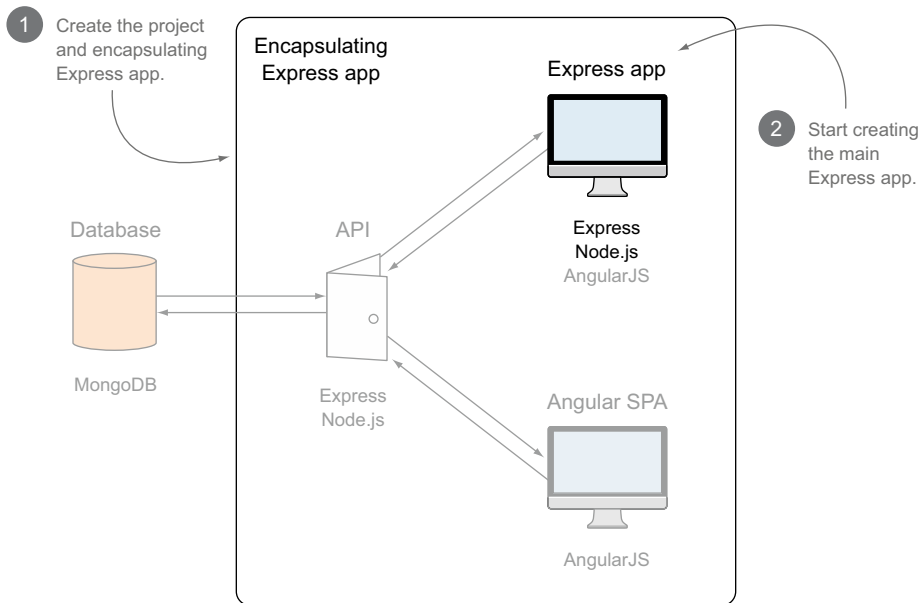 1
Create the project
and encapsulating
Express app.
Encapsulating
Express app
Express app
2
Start creating
the main
Express app.
Express
Node.js
AngularJS
Database
MongoDB
API
Express
Node.js
Angular SPA
AngularJS